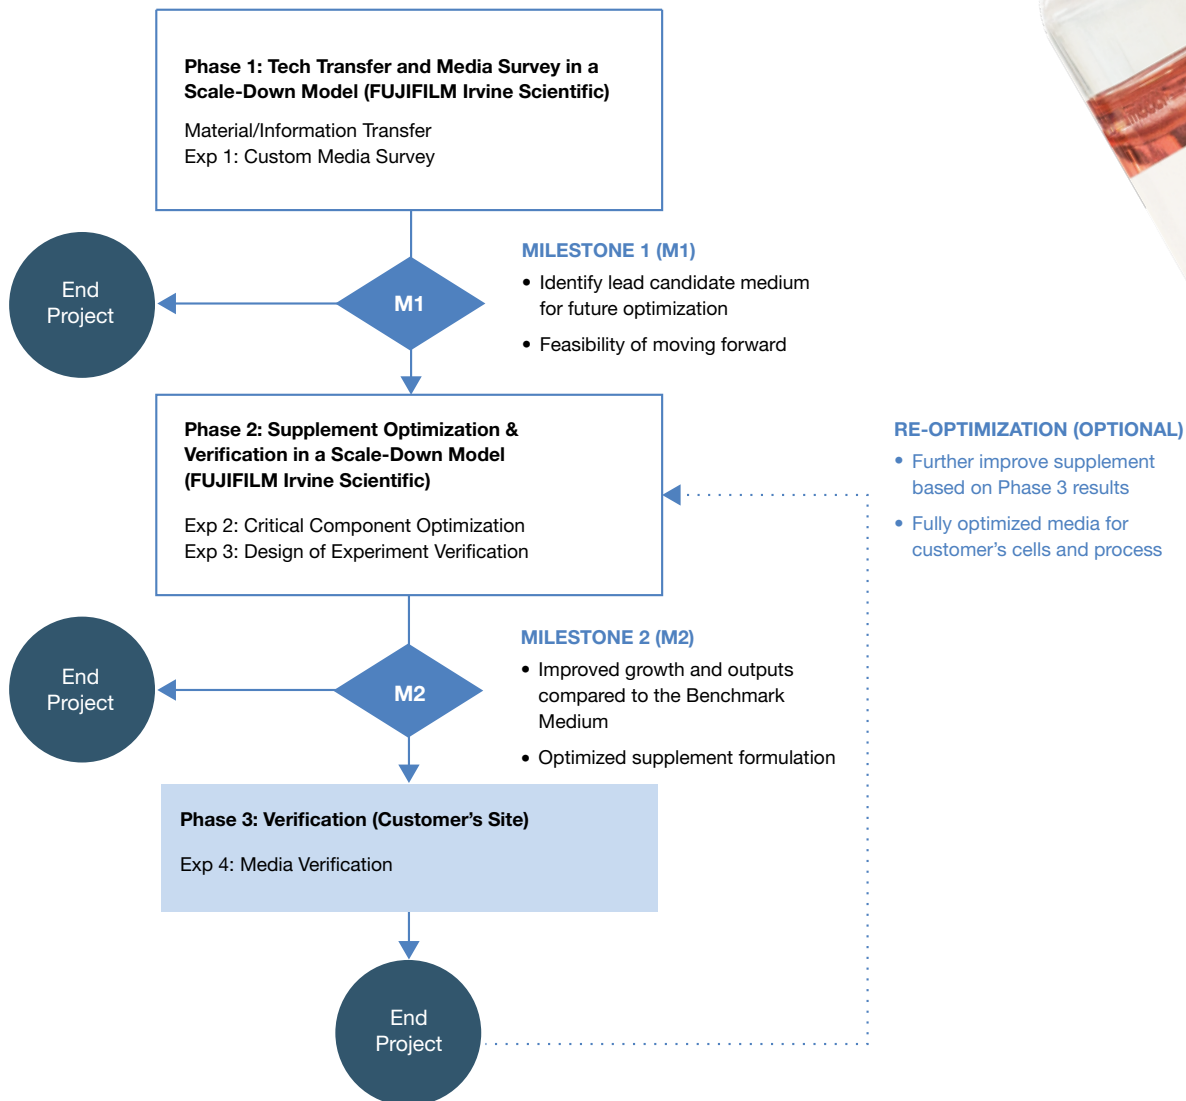 Phase 1: Tech Transfer and Media Survey in a
Scale-Down Model (FUJIFILM Irvine Scientific)
Material/Information Transfer
Exp 1: Custom Media Survey
End
Project
M1
MILESTONE 1 (M1)
• Identify lead candidate medium
for future optimization
• Feasibility of moving forward
Phase 2: Supplement Optimization &
Verification in a Scale-Down Model
(FUJIFILM Irvine Scientific)
Exp 2: Critical Component Optimization
Exp 3: Design of Experiment Verification
RE-OPTIMIZATION (OPTIONAL)
• Further improve supplement
based on Phase 3 results
• Fully optimized media for
customer’s cells and process
End
Project
M2
MILESTONE 2 (M2)
• Improved growth and outputs
compared to the Benchmark
Medium
• Optimized supplement formulation
Phase 3: Verification (Customer’s Site)
Exp 4: Media Verification
End
Project